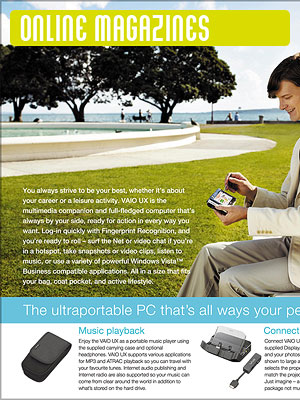 ONLINE MAGAZINES
You always strive to be your best, whether it's about
your career or a leisure activity. VAIO UX is the
multimedia companion and full-fledged computer that's
always by your side, ready for action in every way you
want. Log-in quickly with Fingerprint Recognition, and
you're ready to roll – surf the Net or video chat if you're
in a hotspot, take snapshots or video clips, listen to
music, or use a variety of powerful Windows Vista™
Business compatible applications. All in a size that fits
your bag, coat pocket, and active lifestyle.
The ultraportable PC that's all ways your pe
Music playback
Enjoy the VAIO UX as a portable music player using
the supplied carrying case and optional
headphones. VAIO UX supports various applications
for MP3 and ATRAC playback so you can travel with
your favourite tunes. Internet audio publishing and
Internet radio are also supported so your music can
come from clear around the world in addition to
what's stored on the hard drive.
Connect
Connect VAIO U
supplied Display
and your photos
shown to large a
selects the prope
match the projec
Just imagine – a
package not mu